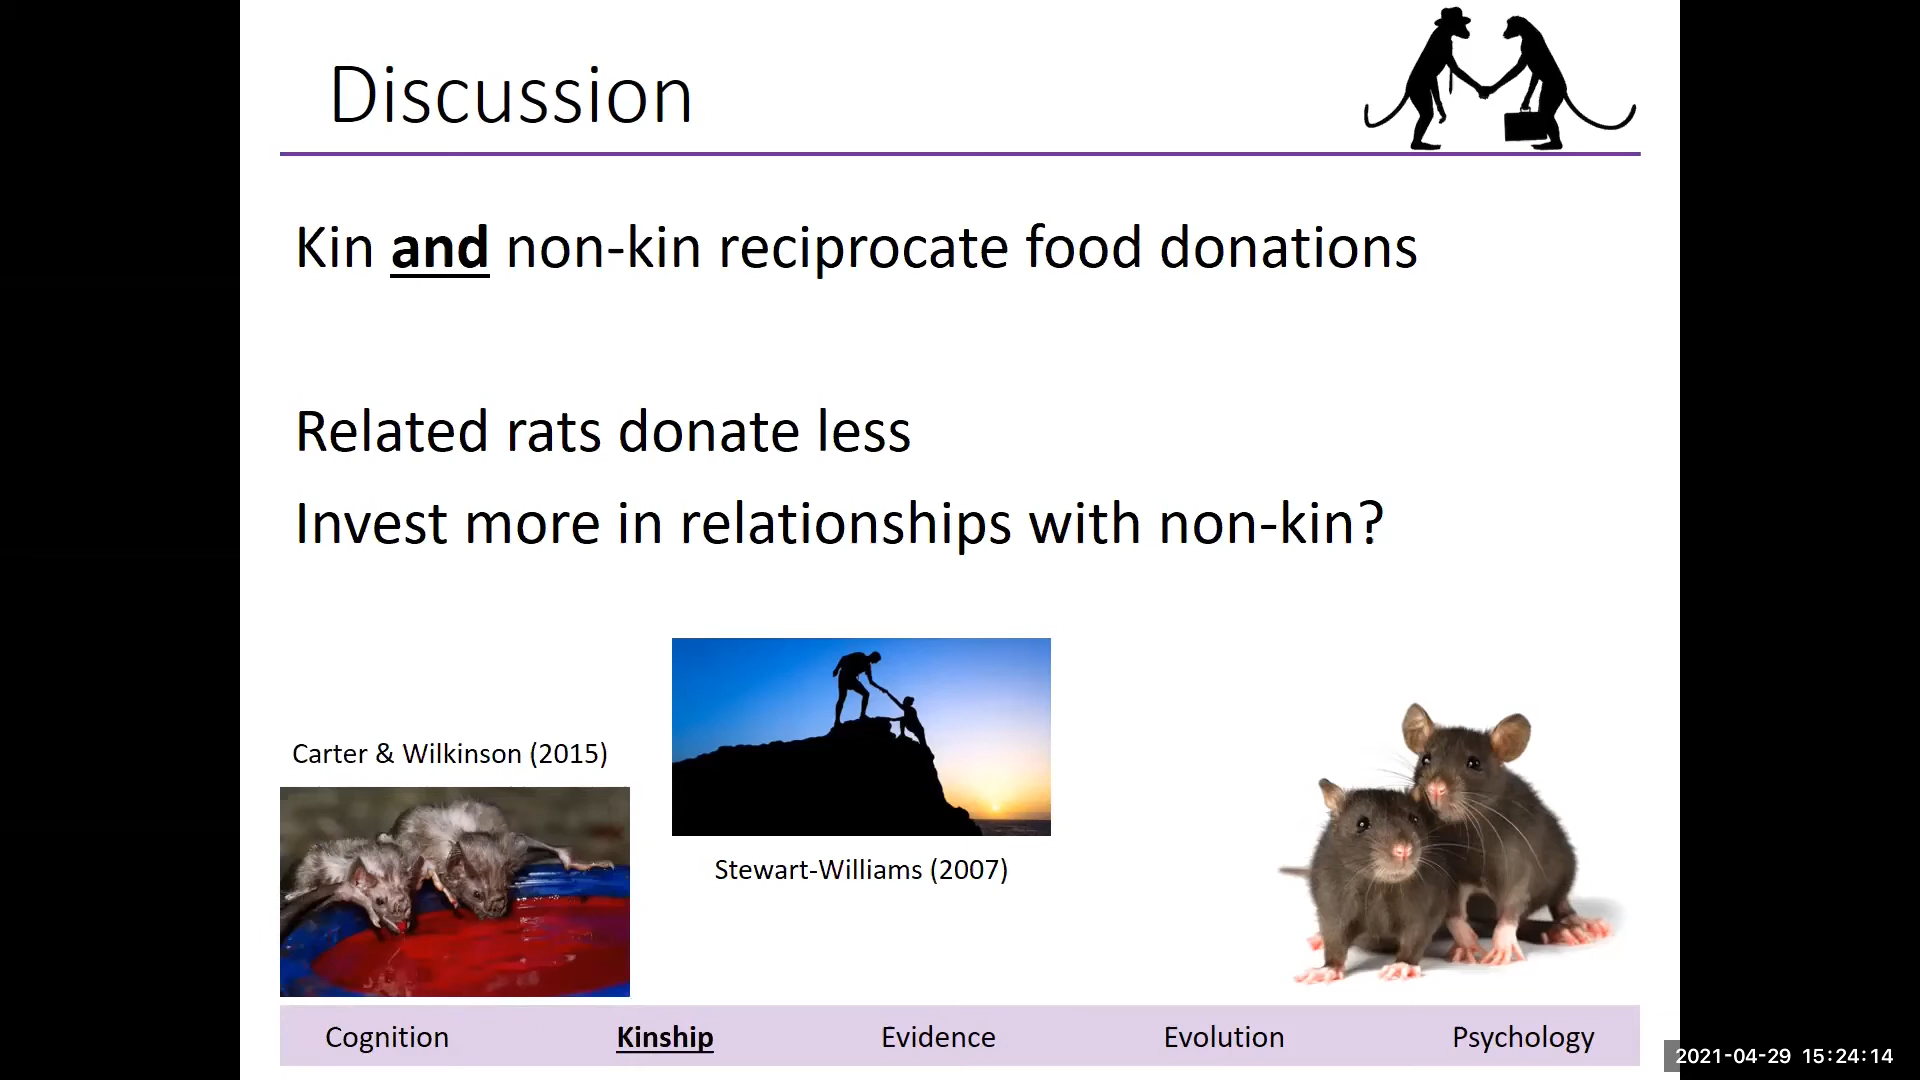 Discussion
Kin and non-kin reciprocate food donations
Related rats donate less
Invest more in relationships with non-kin?
Carter & Wilkinson (2015)
Stewart-Williams (2007)
Cognition Kinship Evidence Evolution Psychology
2021-04-29 15:24:14